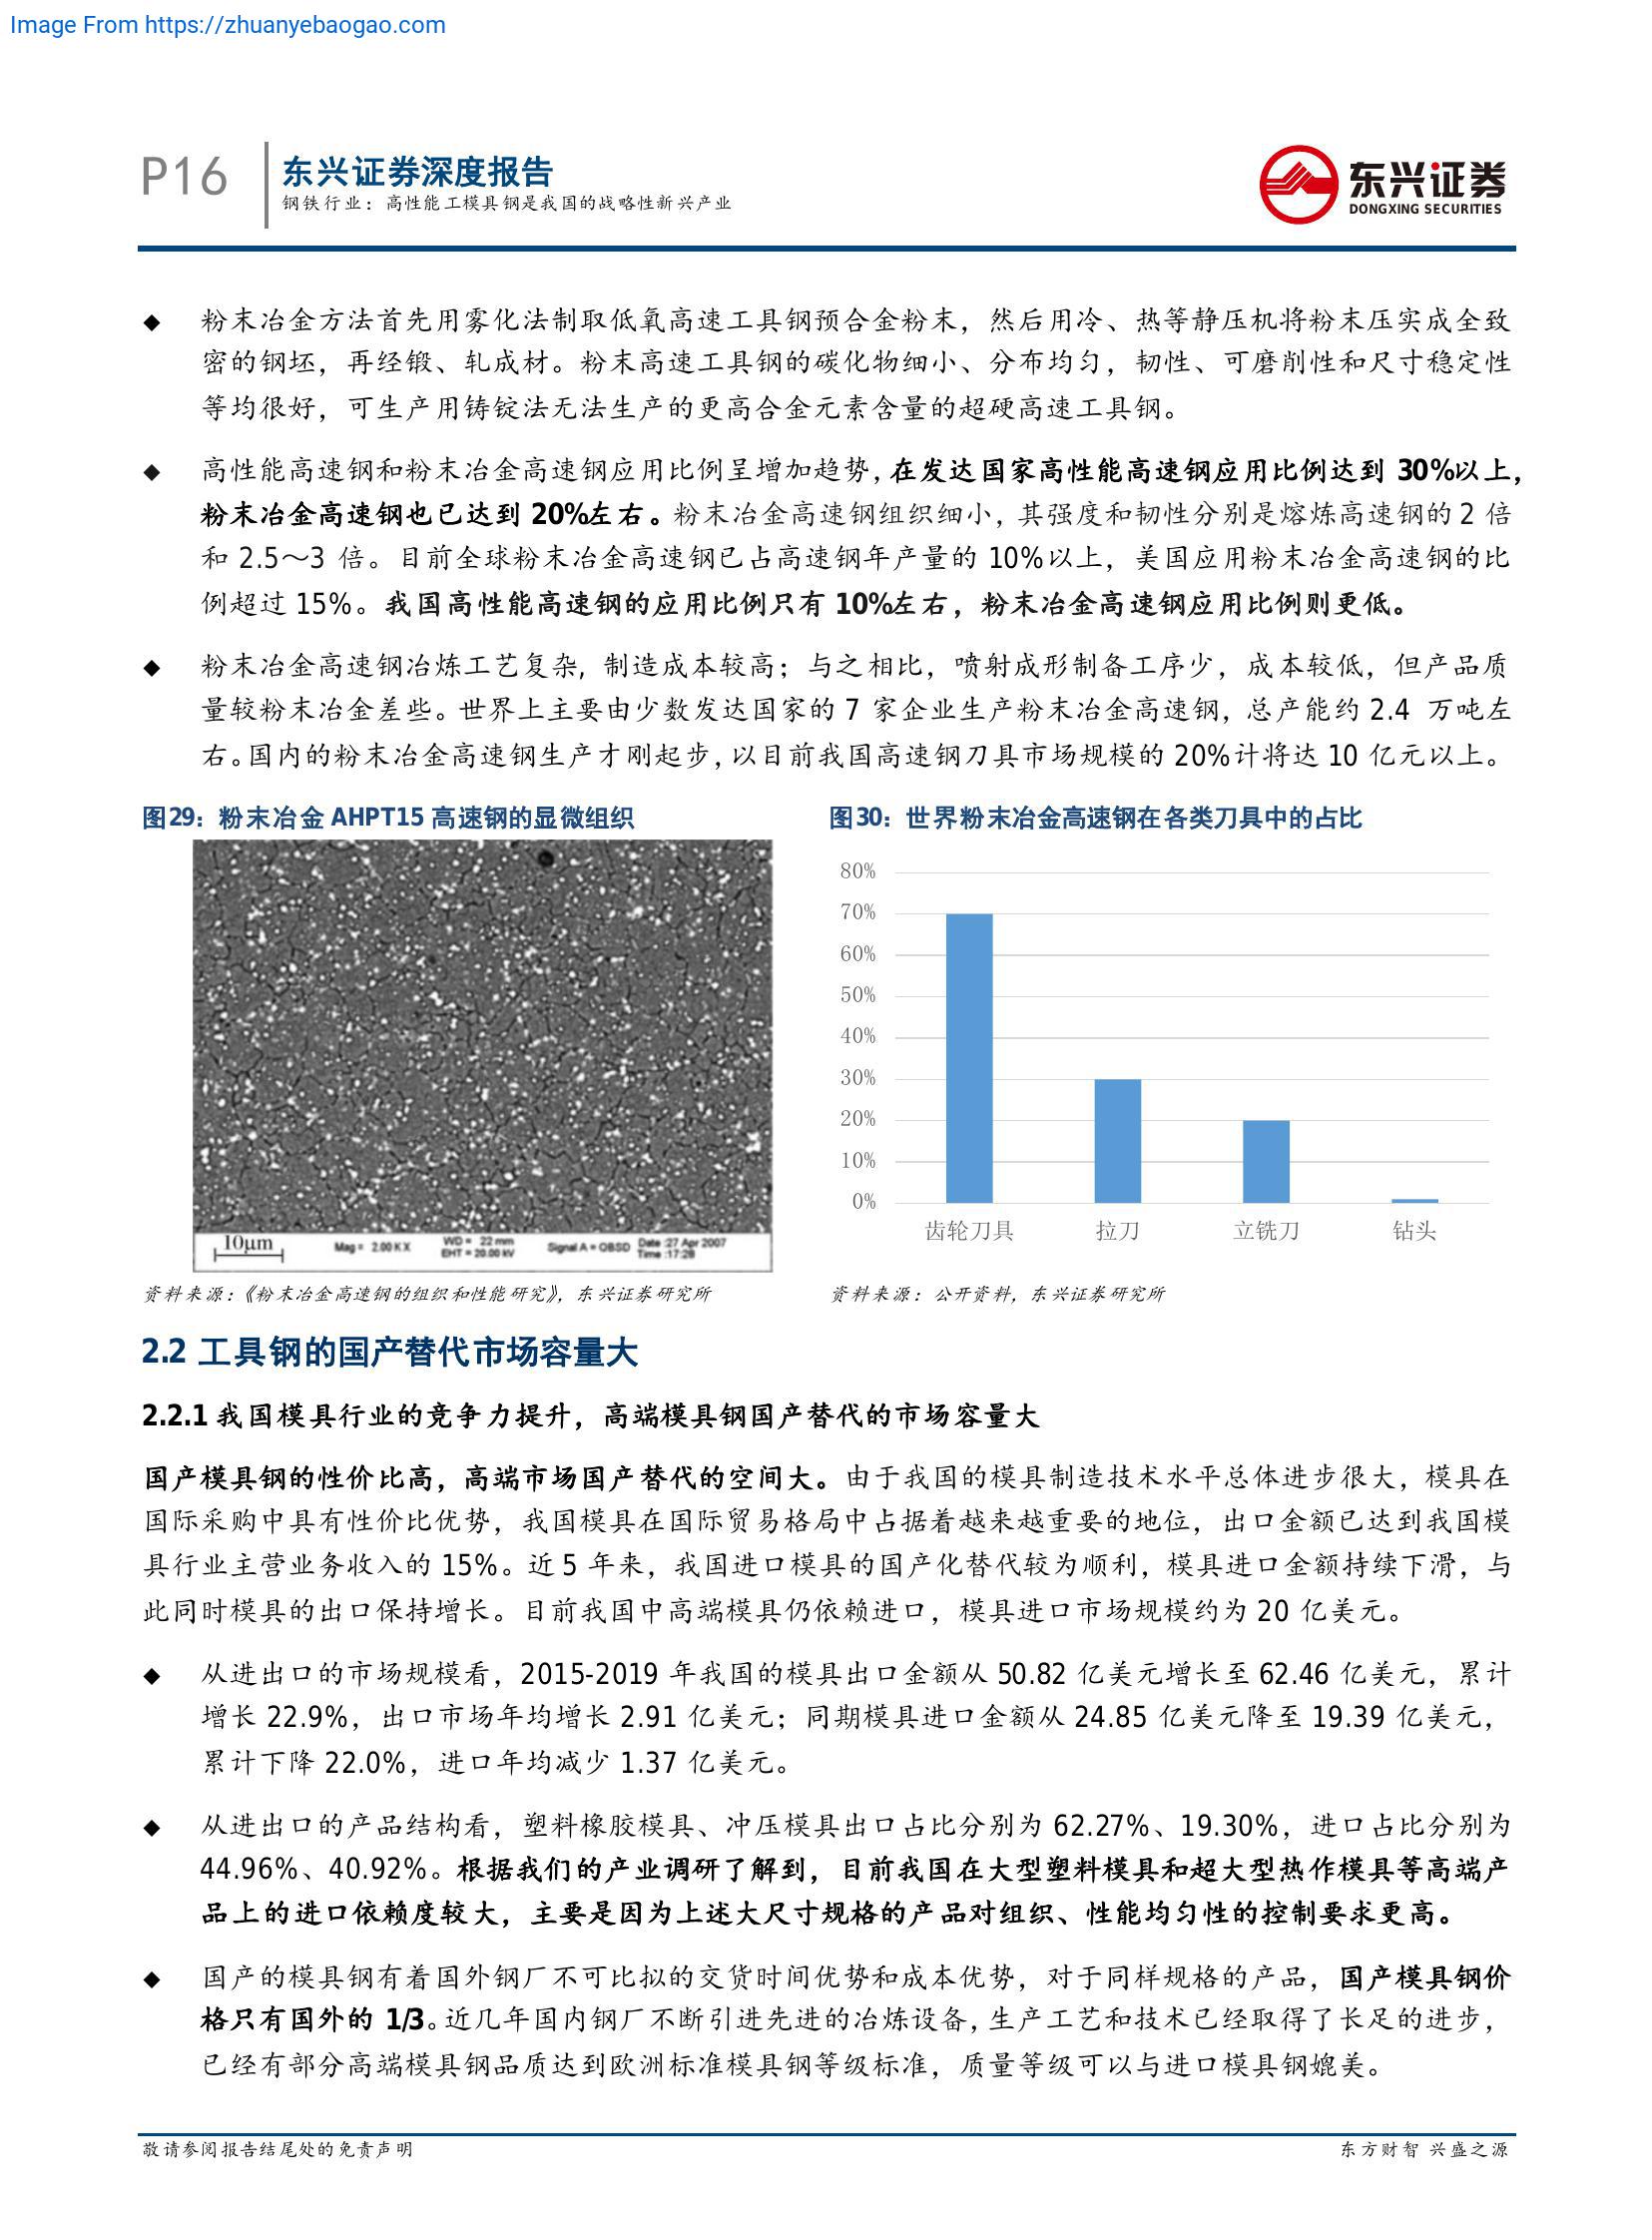 Image From https://zhuanyebaogao.com
P16
东兴证券深度报告
钢铁行业：高性能工模具钢是我国的战略性新兴产业
东兴证券
DONGXING SECURITIES
◆ 粉末冶金方法首先用雾化法制取低氧高速工具钢预合金粉末，然后用冷、热等静压机将粉末压实成全致
密的钢坯，再经锻、轧成材。粉末高速工具钢的碳化物细小、分布均匀，韧性、可磨削性和尺寸稳定性
等均很好，可生产用铸锭法无法生产的更高合金元素含量的超硬高速工具钢。
◆ 高性能高速钢和粉末冶金高速钢应用比例呈增加趋势，在发达国家高性能高速钢应用比例达到 30%以上，
粉末冶金高速钢也已达到 20%左右。粉末冶金高速钢组织细小，其强度和韧性分别是熔炼高速钢的 2 倍
和 2.5～3 倍。目前全球粉末冶金高速钢已占高速钢年产量的 10%以上，美国应用粉末冶金高速钢的比
例超过 15%。我国高性能高速钢的应用比例只有 10%左右，粉末冶金高速钢应用比例则更低。
◆ 粉末冶金高速钢冶炼工艺复杂，制造成本较高；与之相比，喷射成形制备工序少，成本较低，但产品质
量较粉末冶金差些。世界上主要由少数发达国家的 7 家企业生产粉末冶金高速钢，总产能约 2.4 万吨左
右。国内的粉末冶金高速钢生产才刚起步，以目前我国高速钢刀具市场规模的 20%计将达 10 亿元以上。
图29：粉末冶金 AHPT15 高速钢的显微组织
10μm
Mag = 2.00 K X
WD = 22 mm
EHT = 20.00 kV
Signal A = QBSD
Date :27 Apr 2007
Time :17:28
资料来源：《粉末冶金高速钢的组织和性能研究》，东兴证券研究所
图30：世界粉末冶金高速钢在各类刀具中的占比
80%
70%
60%
50%
40%
30%
20%
10%
0%
齿轮刀具 拉刀 立铣刀 钻头
资料来源：公开资料，东兴证券研究所
2.2 工具钢的国产替代市场容量大
2.2.1 我国模具行业的竞争力提升，高端模具钢国产替代的市场容量大
国产模具钢的性价比高，高端市场国产替代的空间大。由于我国的模具制造技术水平总体进步很大，模具在
国际采购中具有性价比优势，我国模具在国际贸易格局中占据着越来越重要的地位，出口金额已达到我国模
具行业主营业务收入的 15%。近 5 年来，我国进口模具的国产化替代较为顺利，模具进口金额持续下滑，与
此同时模具的出口保持增长。目前我国中高端模具仍依赖进口，模具进口市场规模约为 20 亿美元。
◆ 从进出口的市场规模看，2015-2019 年我国的模具出口金额从 50.82 亿美元增长至 62.46 亿美元，累计
增长 22.9%，出口市场年均增长 2.91 亿美元；同期模具进口金额从 24.85 亿美元降至 19.39 亿美元，
累计下降 22.0%，进口年均减少 1.37 亿美元。
◆ 从进出口的产品结构看，塑料橡胶模具、冲压模具出口占比分别为 62.27%、19.30%，进口占比分别为
44.96%、40.92%。根据我们的产业调研了解到，目前我国在大型塑料模具和超大型热作模具等高端产
品上的进口依赖度较大，主要是因为上述大尺寸规格的产品对组织、性能均匀性的控制要求更高。
◆ 国产的模具钢有着国外钢厂不可比拟的交货时间优势和成本优势，对于同样规格的产品，国产模具钢价
格只有国外的 1/3。近几年国内钢厂不断引进先进的冶炼设备，生产工艺和技术已经取得了长足的进步，
已经有部分高端模具钢品质达到欧洲标准模具钢等级标准，质量等级可以与进口模具钢媲美。
敬请参阅报告结尾处的免责声明
东方财智 兴盛之源